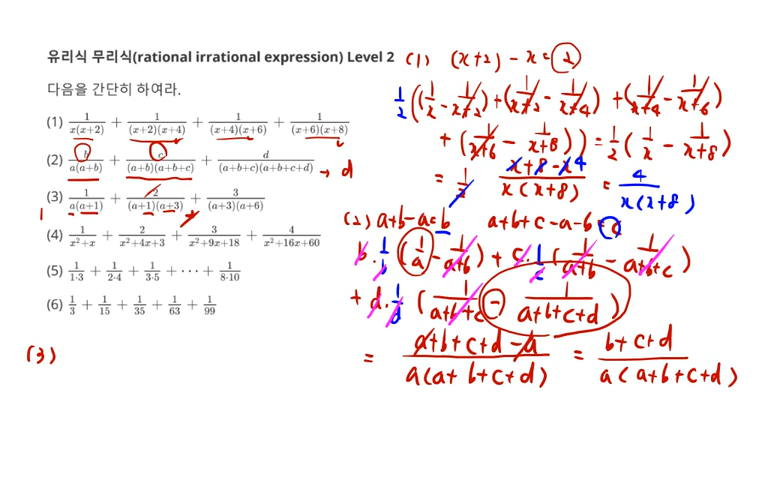 유리식 무리식(rational irrational expression) Level 2
다음을 간단히 하여라.
(1) 1/x(x+2) + 1/(x+2)(x+4) + 1/(x+4)(x+6) + 1/(x+6)(x+8)
(2) b/a(a+b) + c/(a+b)(a+b+c) + d/(a+b+c)(a+b+c+d) → d
(3) 1/a(a+1) + 2/(a+1)(a+3) + 3/(a+3)(a+6)
1
(4) 1/x²+x + 2/x²+4x+3 + 3/x²+9x+18 + 4/x²+16x+60
(5) 1/1·3 + 1/2·4 + 1/3·5 + ⋯ + 1/8·10
(6) 1/3 + 1/15 + 1/35 + 1/63 + 1/99
(3)
(1) (x+2) - x = 2
1/2 ((1/x - 1/x+2) + (1/x+2 - 1/x+4) + (1/x+4 - 1/x+6)
+ (1/x+6 - 1/x+8)) = 1/2 (1/x - 1/x+8)
= 1/2 x+8-x 4/x(x+8) = 4/x(x+8)
(2) a+b-a=b a+b+c-a-b=c
b·1/b (1/a - 1/a+b) + c·1/c (1/a+b - 1/a+b+c)
+ d·1/d (1/a+b+c - 1/a+b+c+d)
= a+b+c+d-a/a(a+b+c+d) = b+c+d/a(a+b+c+d)